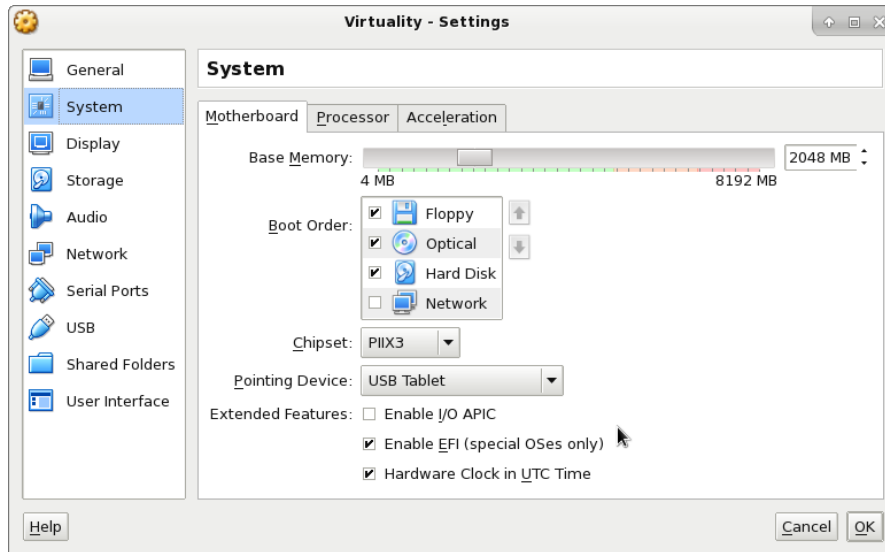 Virtuality - Settings
General
System
Display
Storage
Audio
Network
Serial Ports
USB
Shared Folders
User Interface
System
Motherboard Processor Acceleration
Base Memory: 2048 MB
4 MB 8192 MB
Boot Order:
Floppy
Optical
Hard Disk
Network
Chipset: PIIX3
Pointing Device: USB Tablet
Extended Features: Enable I/O APIC
Enable EFI (special OSes only)
Hardware Clock in UTC Time
Help Cancel OK